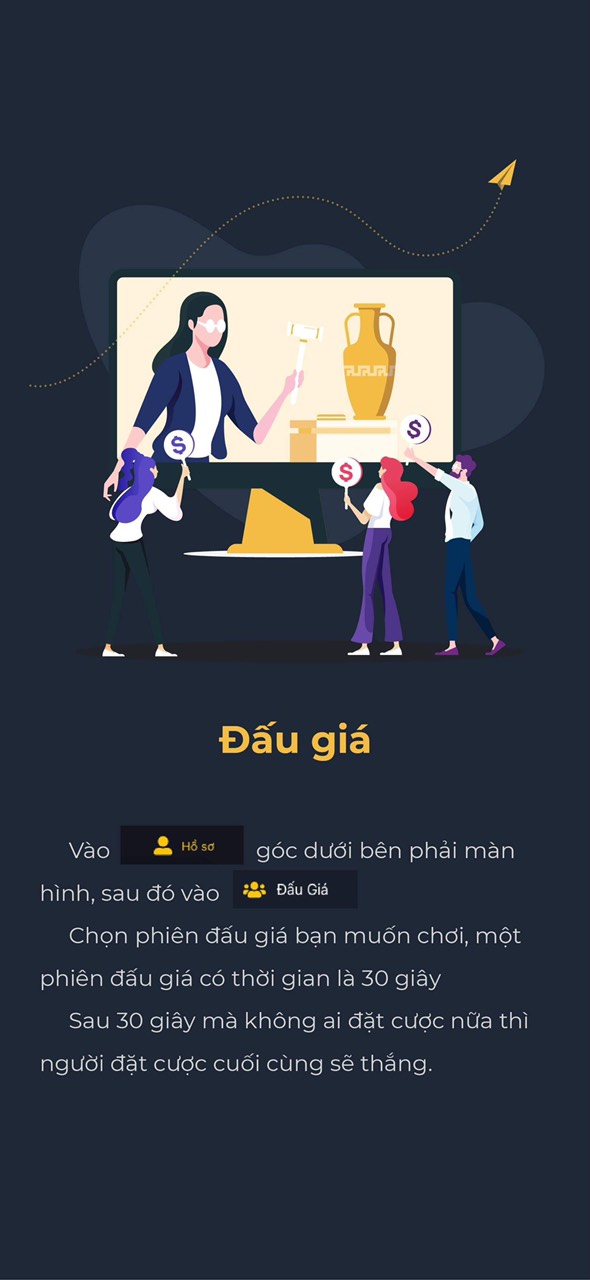 Đấu giá
Vào Hồ sơ góc dưới bên phải màn
hình, sau đó vào Đấu Giá
Chọn phiên đấu giá bạn muốn chơi, một
phiên đấu giá có thời gian là 30 giây
Sau 30 giây mà không ai đặt cược nữa thì
người đặt cược cuối cùng sẽ thắng.